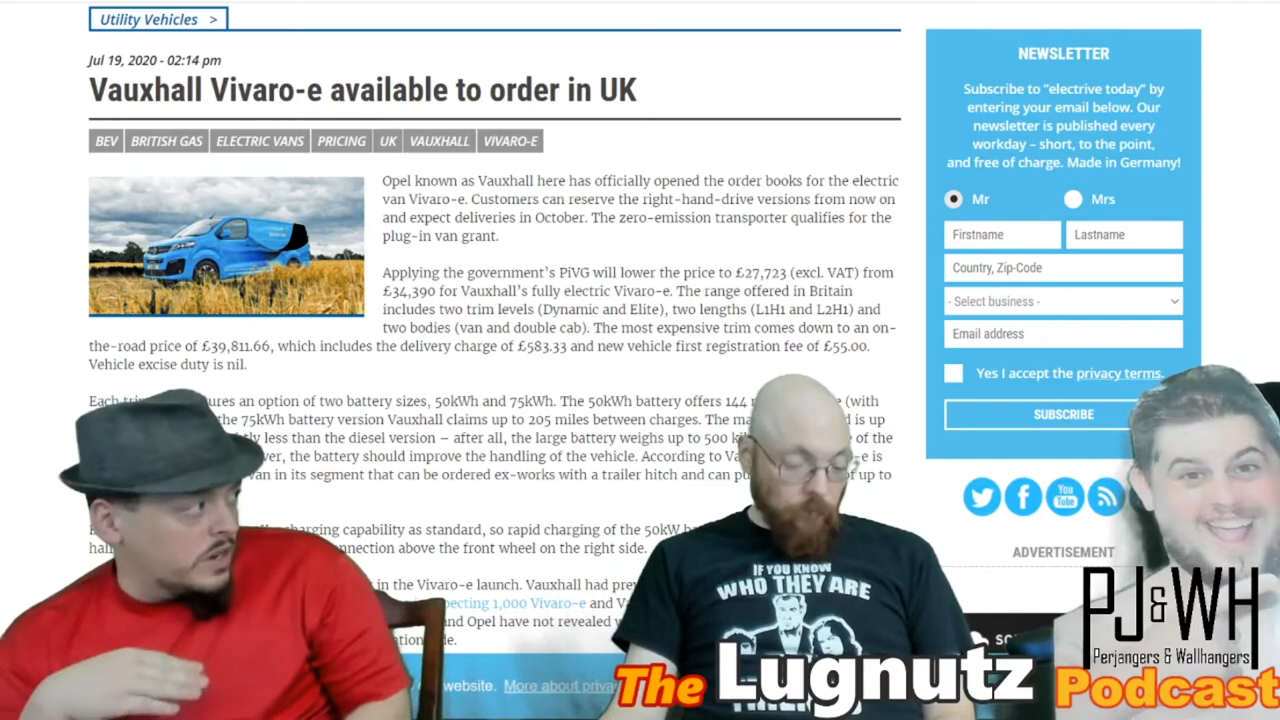 Utility Vehicles >
Jul 19, 2020 - 02:14 pm
Vauxhall Vivaro-e available to order in UK
BEV BRITISH GAS ELECTRIC VANS PRICING UK VAUXHALL VIVARO-E
Opel known as Vauxhall here has officially opened the order books for the electric
van Vivaro-e. Customers can reserve the right-hand-drive versions from now on
and expect deliveries in October. The zero-emission transporter qualifies for the
plug-in van grant.
Applying the government's PiVG will lower the price to £27,723 (excl. VAT) from
£34,390 for Vauxhall's fully electric Vivaro-e. The range offered in Britain
includes two trim levels (Dynamic and Elite), two lengths (L1H1 and L2H1) and
two bodies (van and double cab). The most expensive trim comes down to an on-
the-road price of £39,811.66, which includes the delivery charge of £583.33 and new vehicle first registration fee of £55.00.
Vehicle excise duty is nil.
Each an option of two battery sizes, 50kWh and 75kWh. The 50kWh battery offers 144 (with
the 75kWh battery version Vauxhall claims up to 205 miles between charges. The is up
less than the diesel version – after all, the large battery weighs up to 500 of the
the battery should improve the handling of the vehicle. According to is
van in its segment that can be ordered ex-works with a trailer hitch and can up to
charging capability as standard, so rapid charging of the 50kW
above the front wheel on the right side.
in the Vivaro-e launch. Vauxhall had
1,000 Vivaro-e and
and Opel have not revealed
website. More about
NEWSLETTER
Subscribe to "electrive today" by
entering your email below. Our
newsletter is published every
workday – short, to the point,
and free of charge. Made in Germany!
Mr Mrs
Firstname Lastname
Country, Zip-Code
- Select business -
Email address
Yes I accept the privacy terms.
SUBSCRIBE
You
Tube
ADVERTISEMENT
IF YOU KNOW
WHO THEY ARE
PJ&WH
Perjangers & Wallhangers
The Lugnutz Podcast